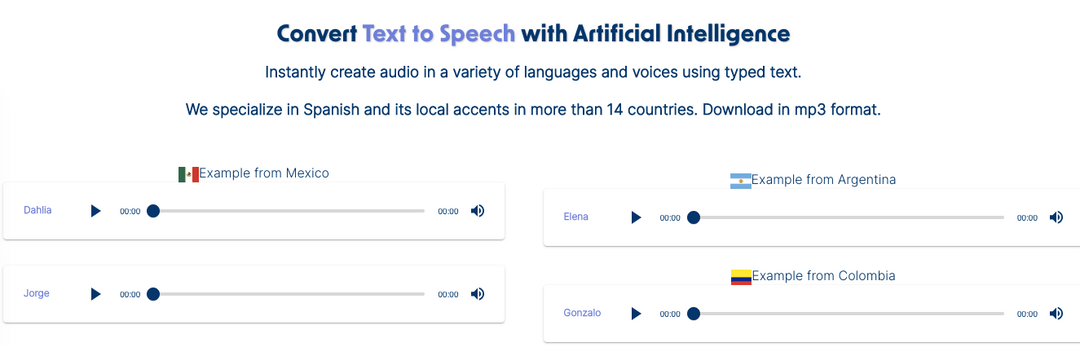 Convert Text to Speech with Artificial Intelligence
Instantly create audio in a variety of languages and voices using typed text.
We specialize in Spanish and its local accents in more than 14 countries. Download in mp3 format.
Example from Mexico
Dahlia 00:00 00:00
Jorge 00:00 00:00
Example from Argentina
Elena 00:00 00:00
Example from Colombia
Gonzalo 00:00 00:00